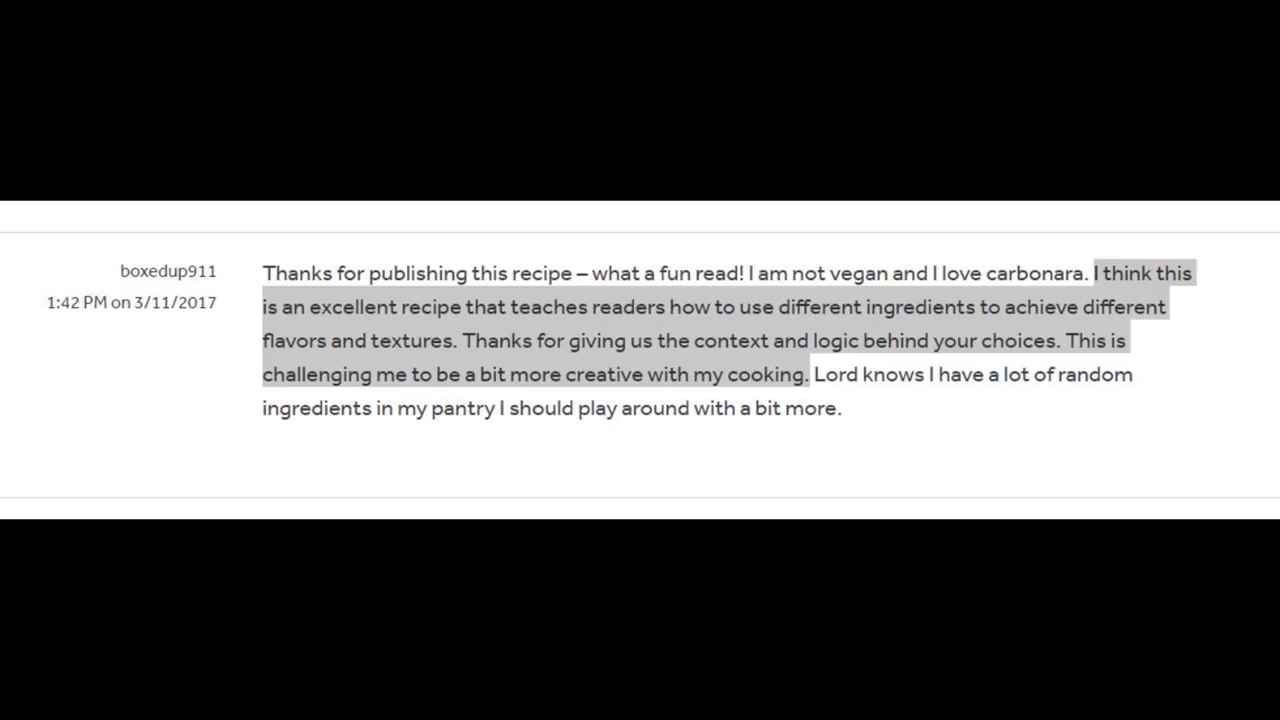 boxedup911
1:42 PM on 3/11/2017
Thanks for publishing this recipe – what a fun read! I am not vegan and I love carbonara. I think this
is an excellent recipe that teaches readers how to use different ingredients to achieve different
flavors and textures. Thanks for giving us the context and logic behind your choices. This is
challenging me to be a bit more creative with my cooking. Lord knows I have a lot of random
ingredients in my pantry I should play around with a bit more.